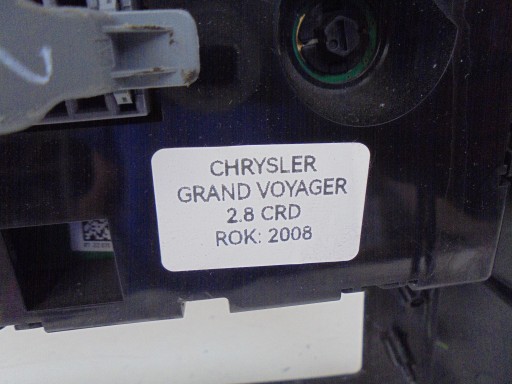 CHRYSLER
GRAND VOYAGER
2.8 CRD
ROK: 2008